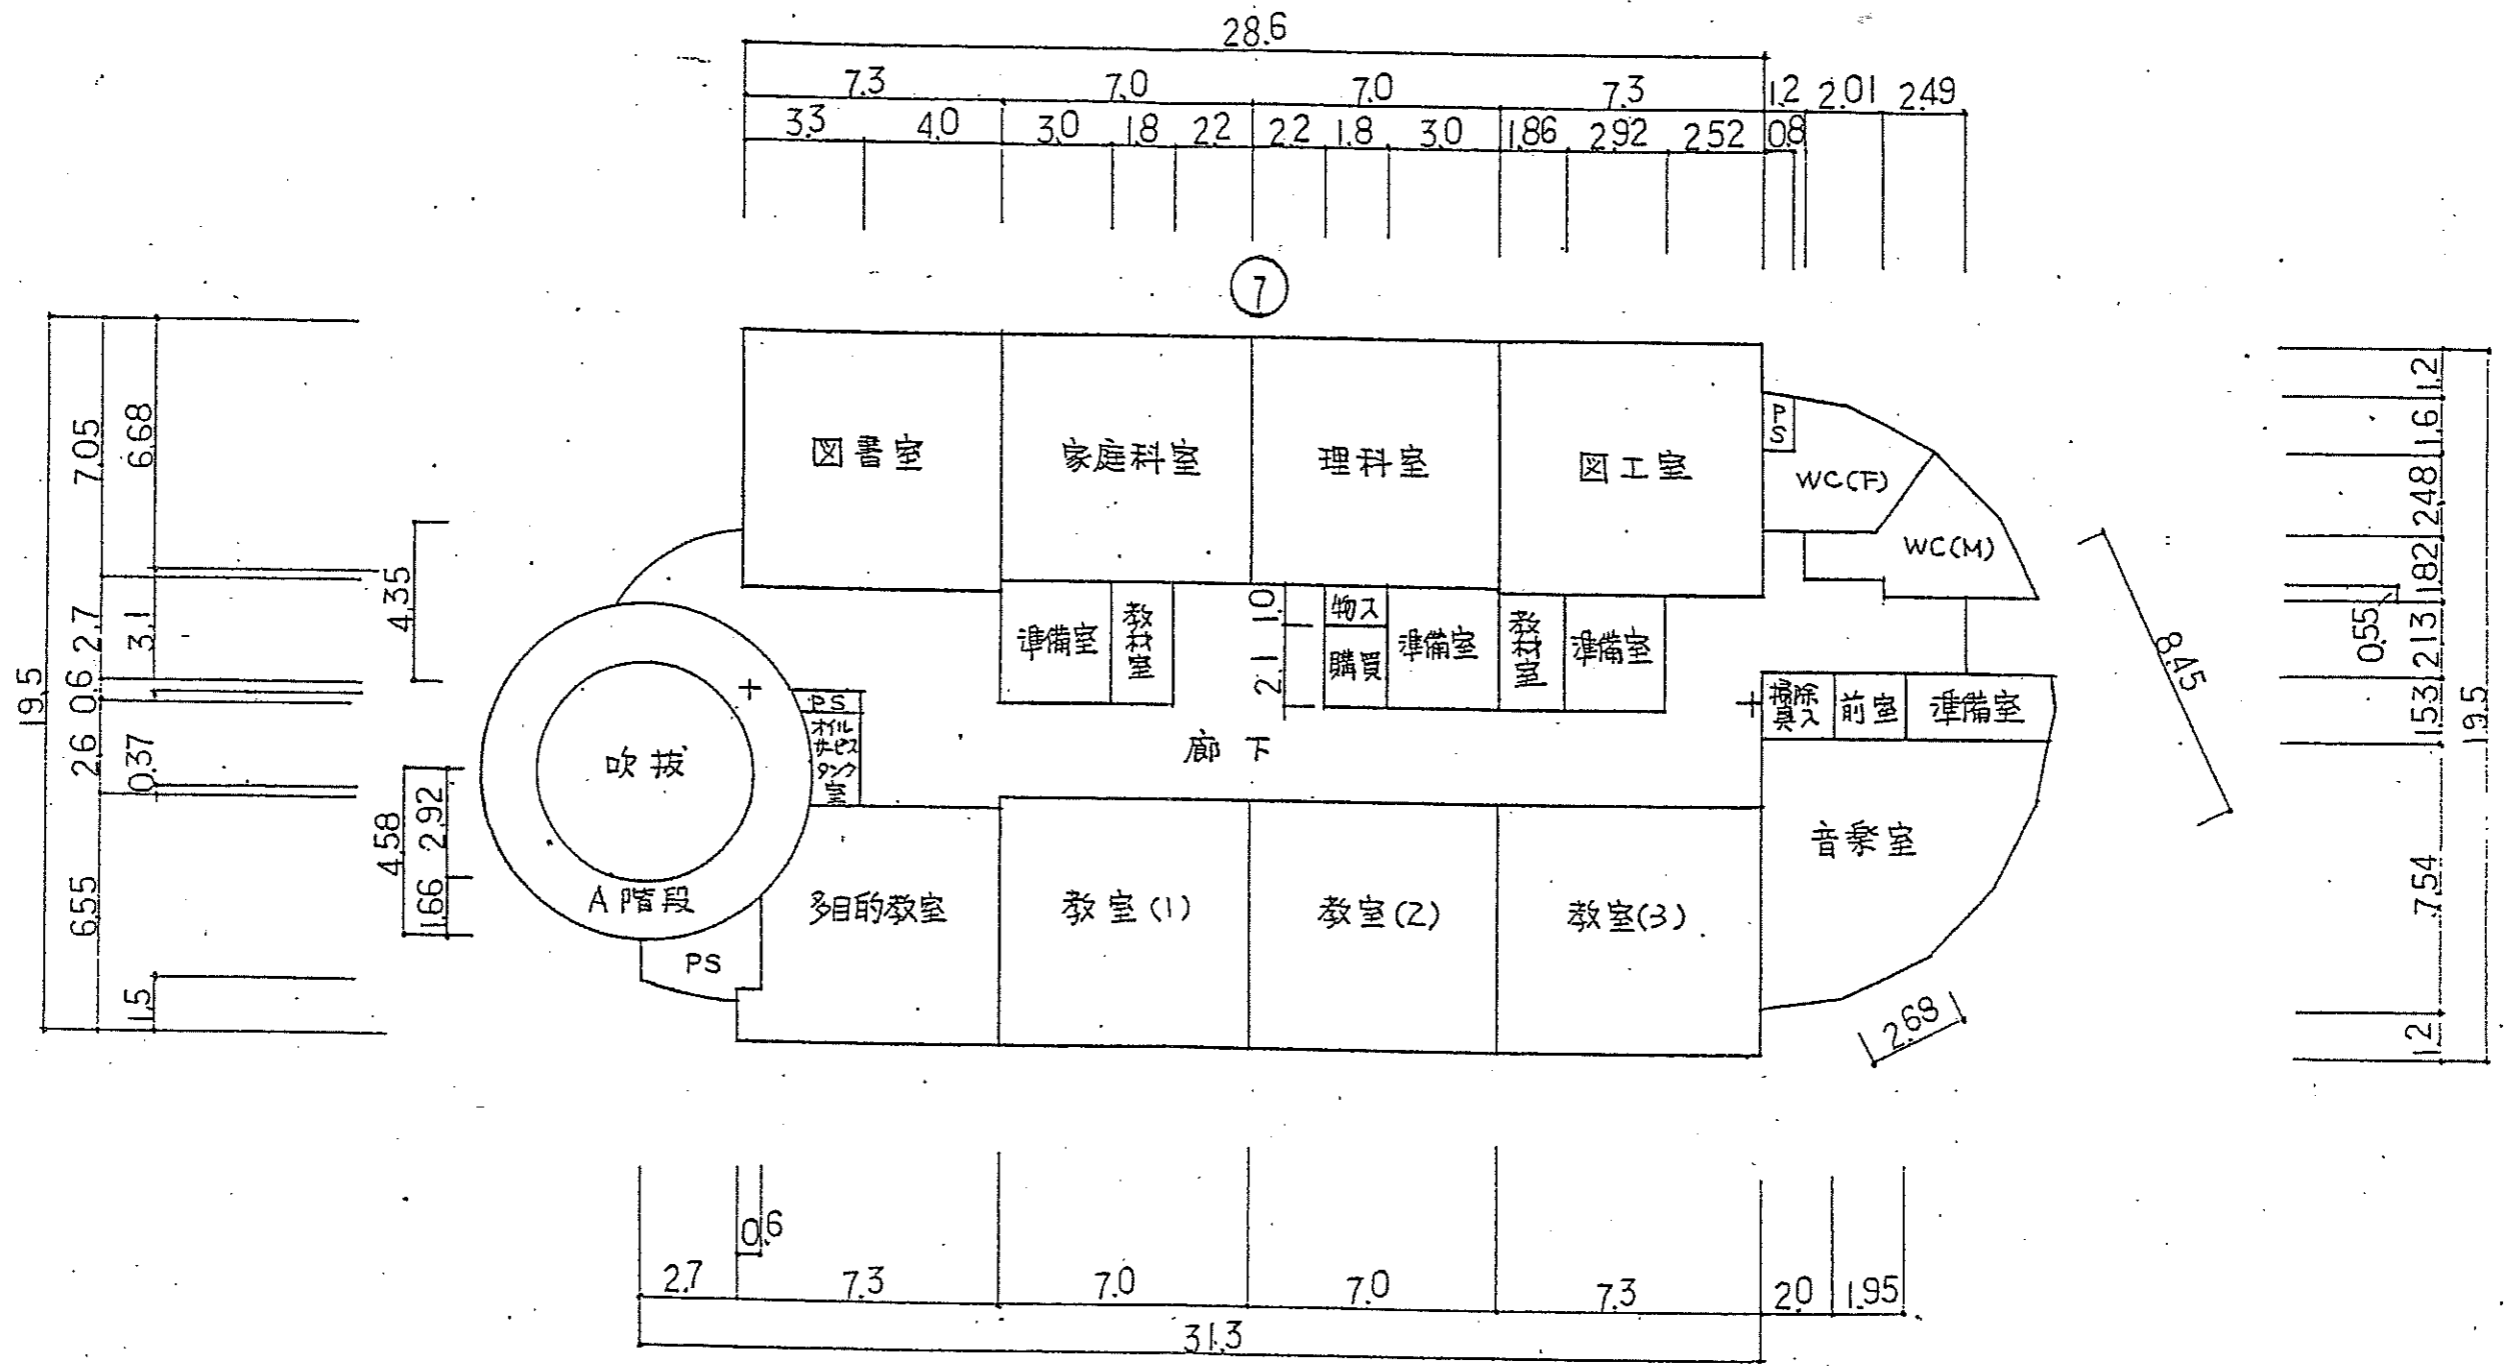 28.6
7.3 7.0 7.0 7.3 1.2 2.01 2.49
3.3 4.0 3.0 1.8 2.2 2.2 1.8 3.0 1.86 2.92 2.52 0.8
7
19.5
7.05 2.7 0.6 2.6 6.55
6.68 3.1 0.37 1.5
4.35
4.58
2.92
1.66
図書室
家庭科室
理科室
図工室
PS
WC(F)
WC(M)
準備室
教材室
1.0
2.1
物入
購買
準備室
教材室
準備室
PS
オイル
サービス
タンク
室
吹抜
A階段
PS
廊下
掃除
具入
前室
準備室
多目的教室
教室(1)
教室(2)
教室(3)
音楽室
8.45
2.68
1.2
1.6
2.48
1.82
0.55
2.13
1.53
7.54
1.2
19.5
0.6
2.7 7.3 7.0 7.0 7.3 2.0 1.95
31.3